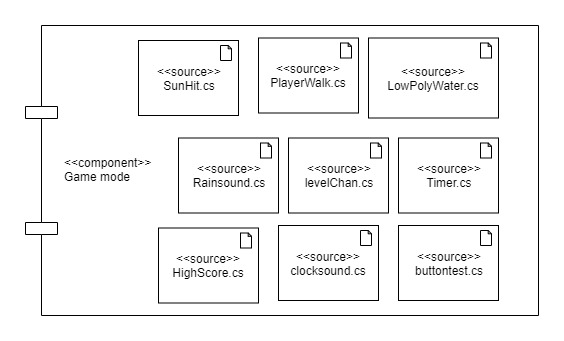 <<source>>
SunHit.cs
<<source>>
PlayerWalk.cs
<<source>>
LowPolyWater.cs
<<component>>
Game mode
<<source>>
Rainsound.cs
<<source>>
levelChan.cs
<<source>>
Timer.cs
<<source>>
HighScore.cs
<<source>>
clocksound.cs
<<source>>
buttontest.cs